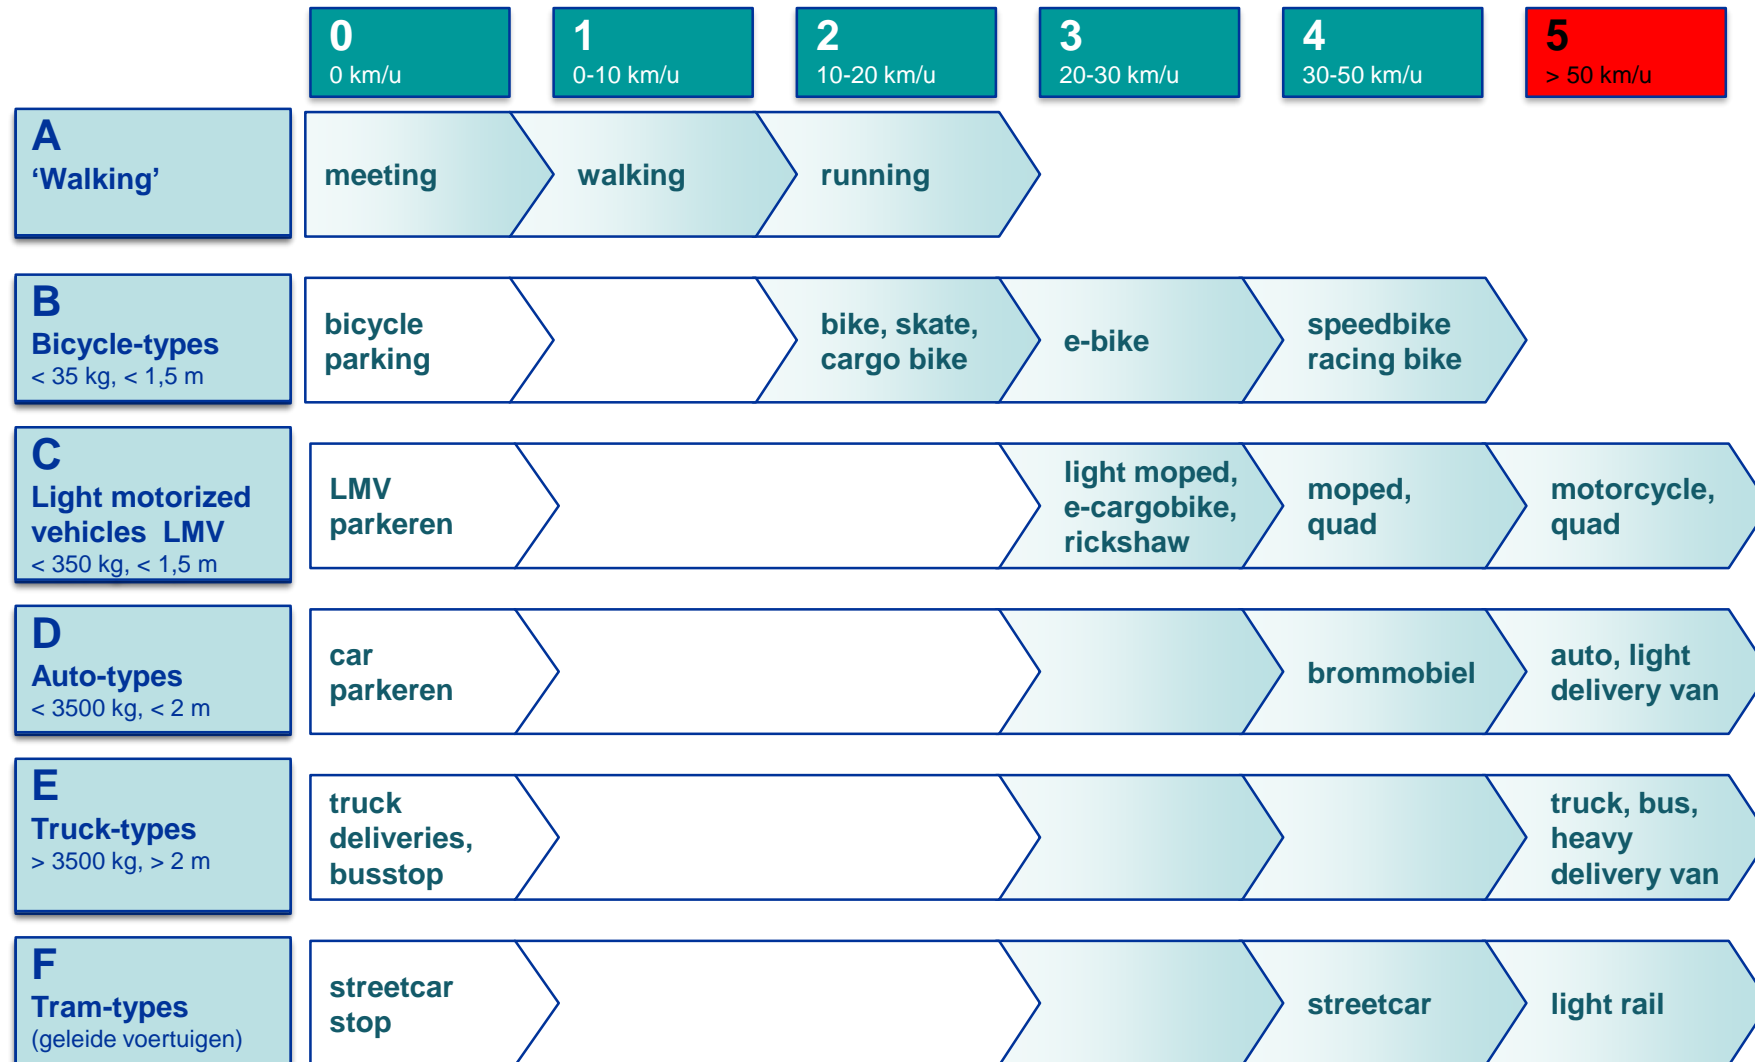 0
0 km/u
1
0-10 km/u
2
10-20 km/u
3
20-30 km/u
4
30-50 km/u
5
> 50 km/u
A
‘Walking’
meeting
walking
running
B
Bicycle-types
< 35 kg, < 1,5 m
bicycle
parking
bike, skate,
cargo bike
e-bike
speedbike
racing bike
C
Light motorized
vehicles LMV
< 350 kg, < 1,5 m
LMV
parkeren
light moped,
e-cargobike,
rickshaw
moped,
quad
motorcycle,
quad
D
Auto-types
< 3500 kg, < 2 m
car
parkeren
brommobiel
auto, light
delivery van
E
Truck-types
> 3500 kg, > 2 m
truck
deliveries,
busstop
truck, bus,
heavy
delivery van
F
Tram-types
(geleide voertuigen)
streetcar
stop
streetcar
light rail